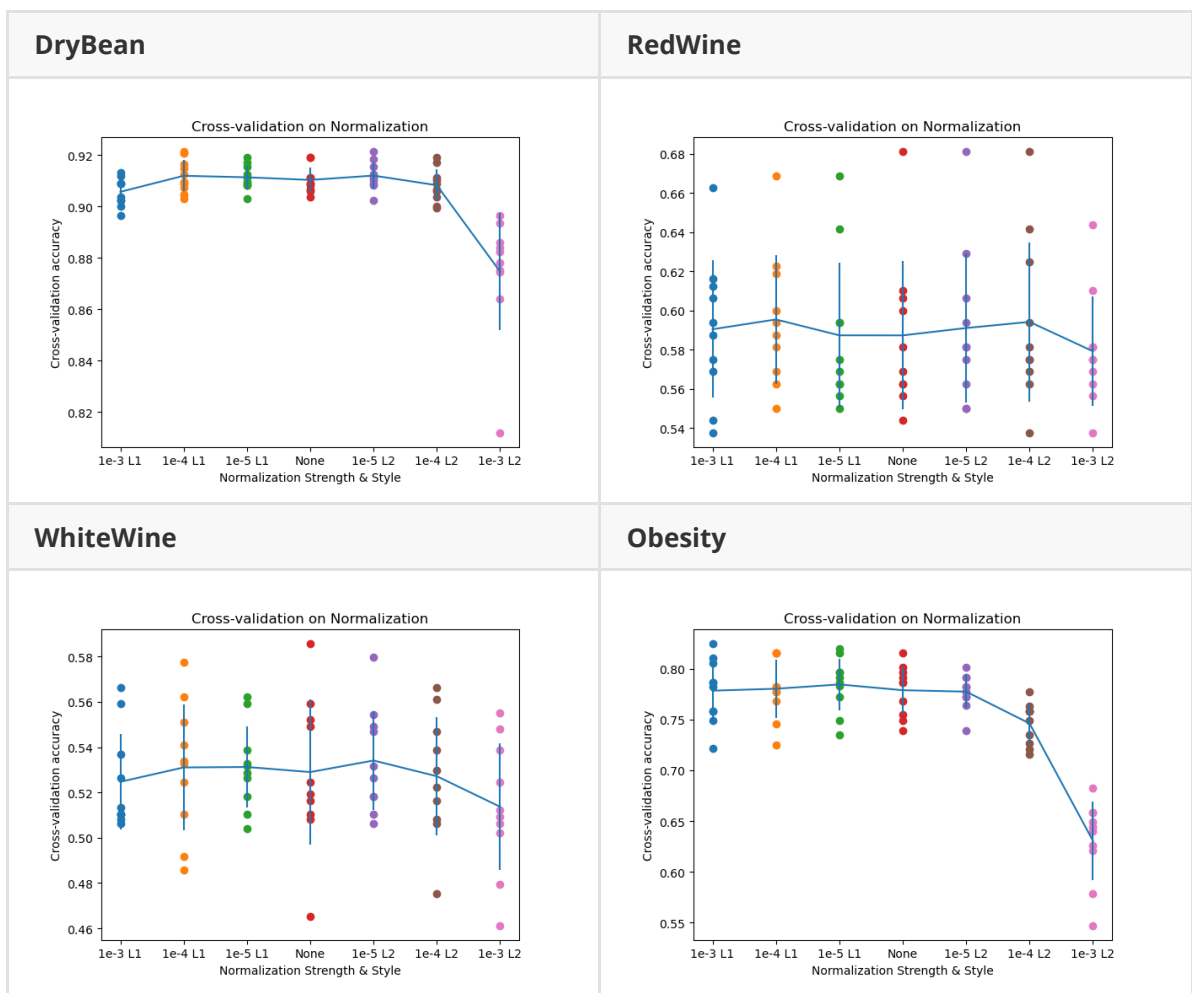 DryBean
RedWine
Cross-validation on Normalization
Cross-validation accuracy
0.92
0.90
0.88
0.86
0.84
0.82
1e-3 L1 1e-4 L1 1e-5 L1 None 1e-5 L2 1e-4 L2 1e-3 L2
Normalization Strength & Style
Cross-validation on Normalization
Cross-validation accuracy
0.68
0.66
0.64
0.62
0.60
0.58
0.56
0.54
1e-3 L1 1e-4 L1 1e-5 L1 None 1e-5 L2 1e-4 L2 1e-3 L2
Normalization Strength & Style
WhiteWine
Obesity
Cross-validation on Normalization
Cross-validation accuracy
0.58
0.56
0.54
0.52
0.50
0.48
0.46
1e-3 L1 1e-4 L1 1e-5 L1 None 1e-5 L2 1e-4 L2 1e-3 L2
Normalization Strength & Style
Cross-validation on Normalization
Cross-validation accuracy
0.80
0.75
0.70
0.65
0.60
0.55
1e-3 L1 1e-4 L1 1e-5 L1 None 1e-5 L2 1e-4 L2 1e-3 L2
Normalization Strength & Style